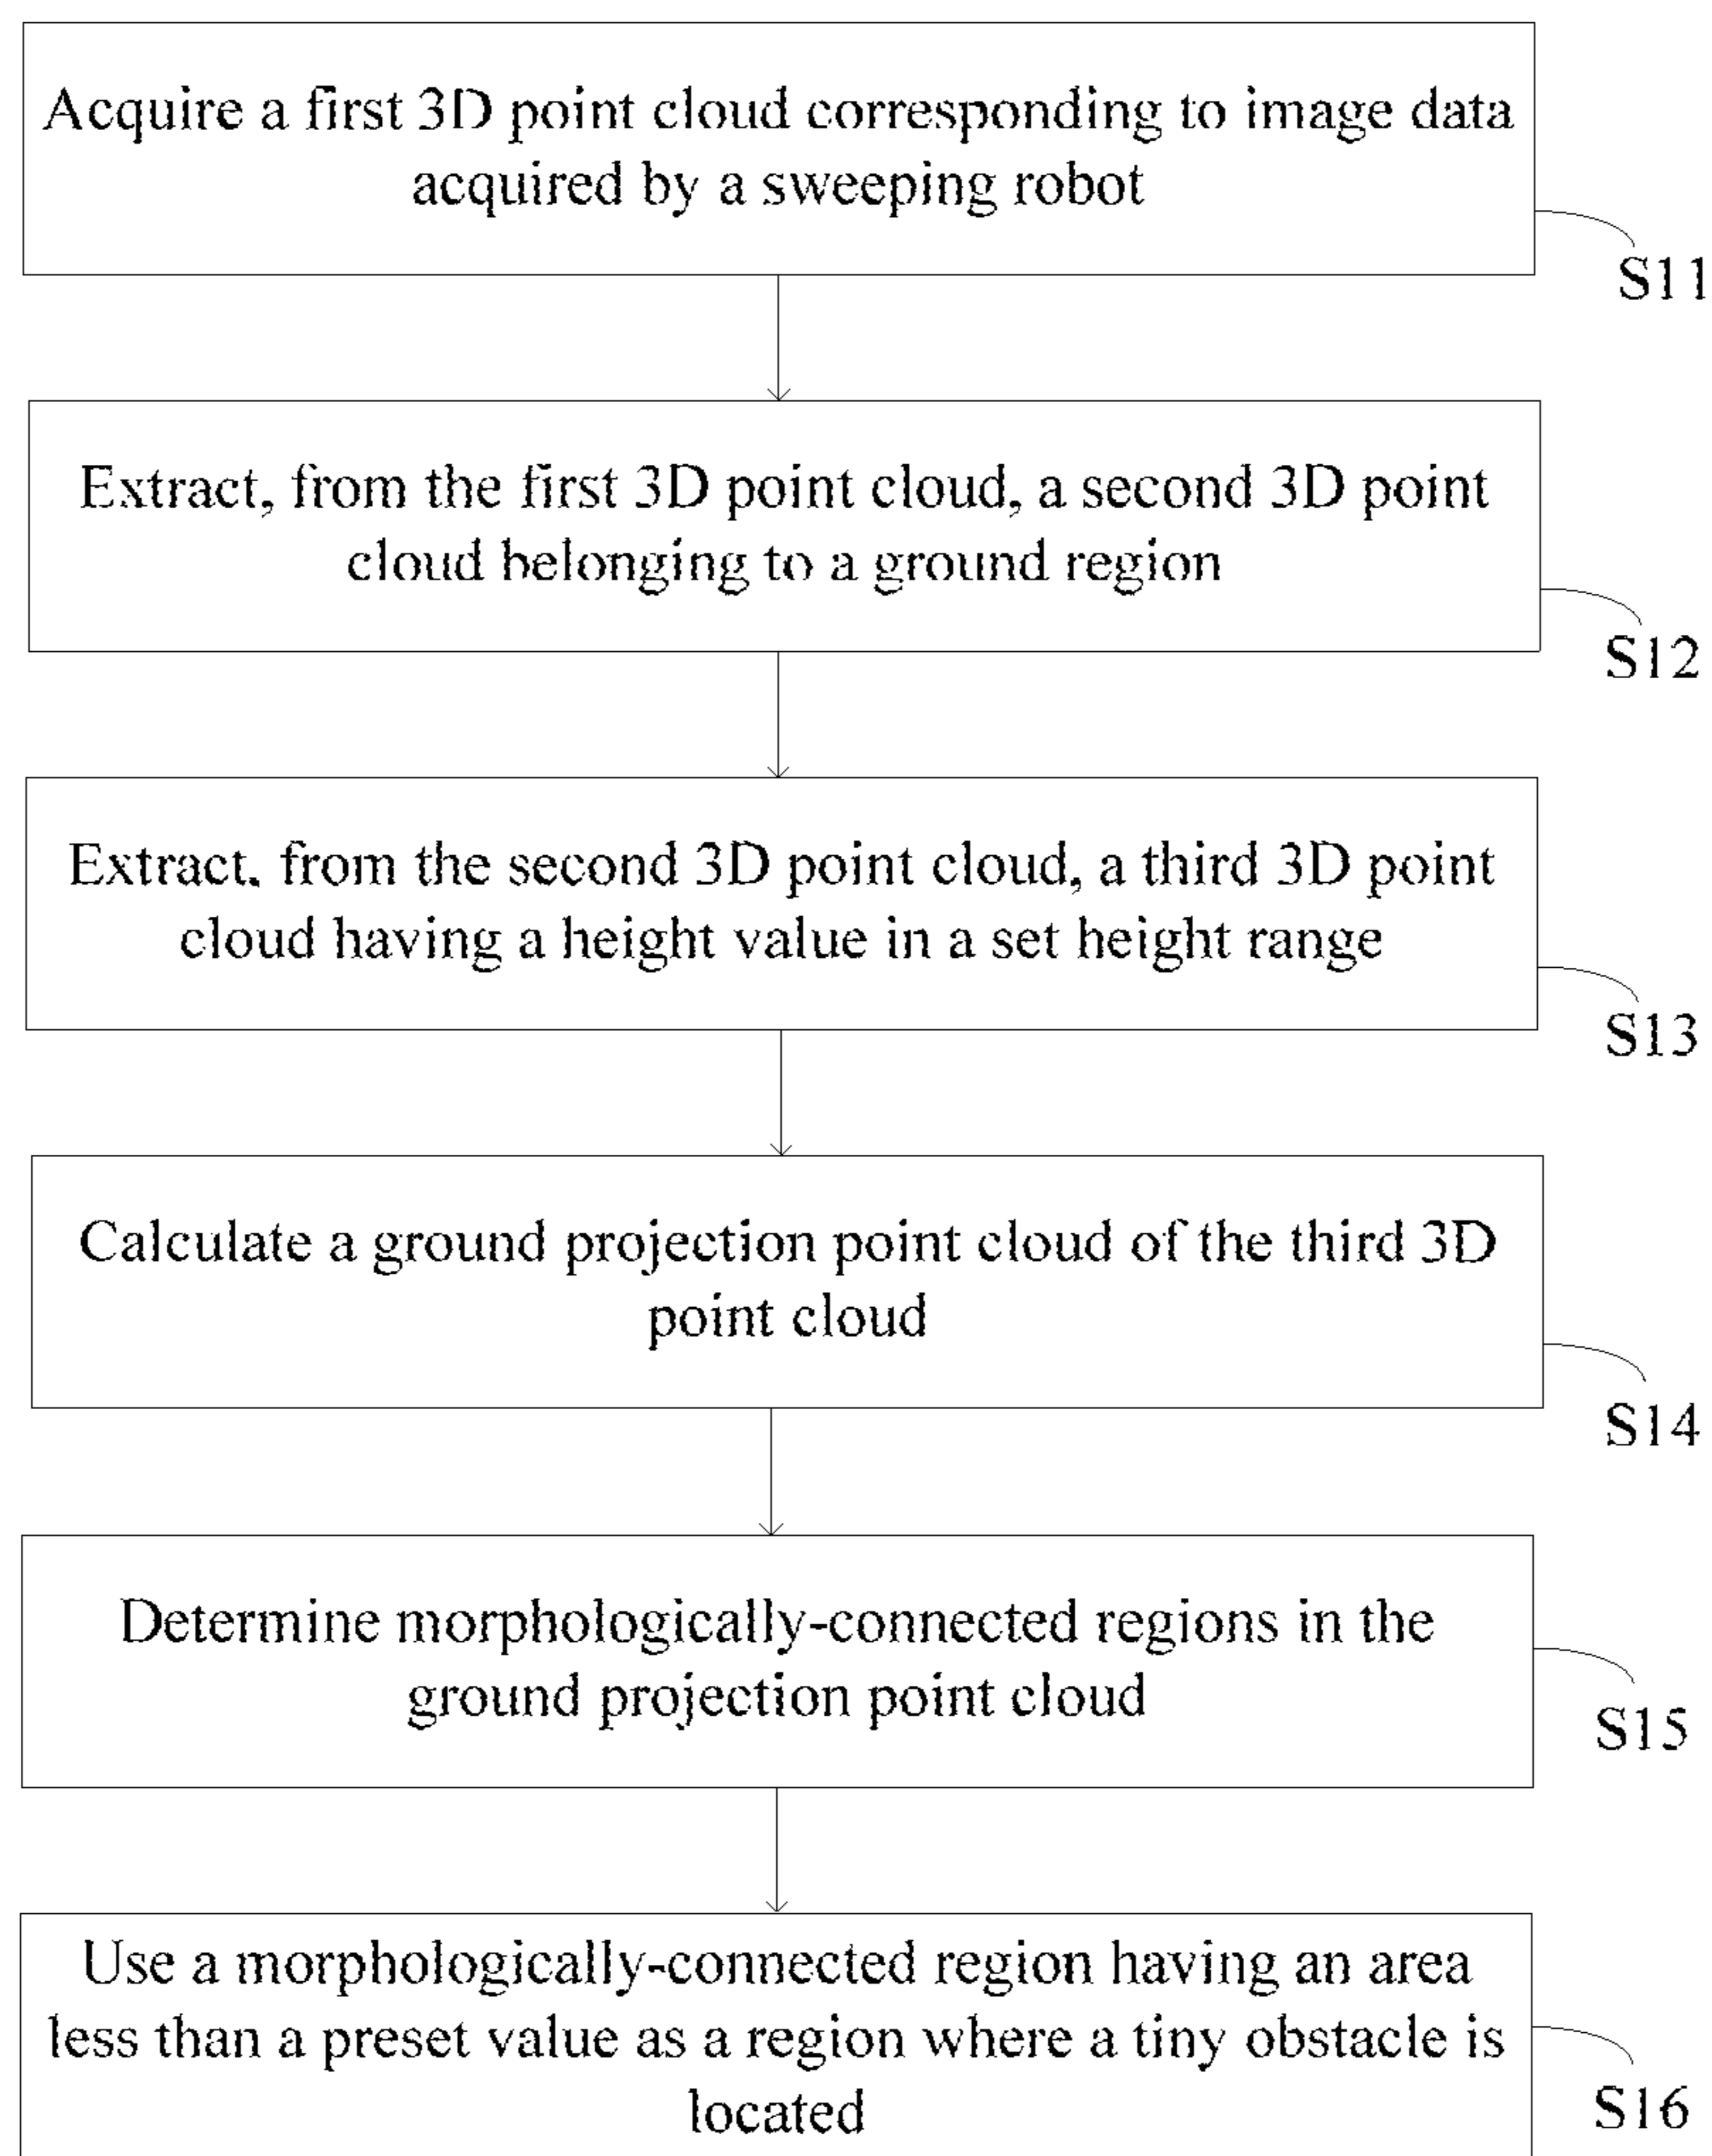 Acquire a first 3D point cloud corresponding to image data
acquired by a sweeping robot
S11
Extract, from the first 3D point cloud, a second 3D point
cloud belonging to a ground region
S12
Extract, from the second 3D point cloud, a third 3D point
cloud having a height value in a set height range
S13
Calculate a ground projection point cloud of the third 3D
point cloud
S14
Determine morphologically-connected regions in the
ground projection point cloud
S15
Use a morphologically-connected region having an area
less than a preset value as a region where a tiny obstacle is
located
S16